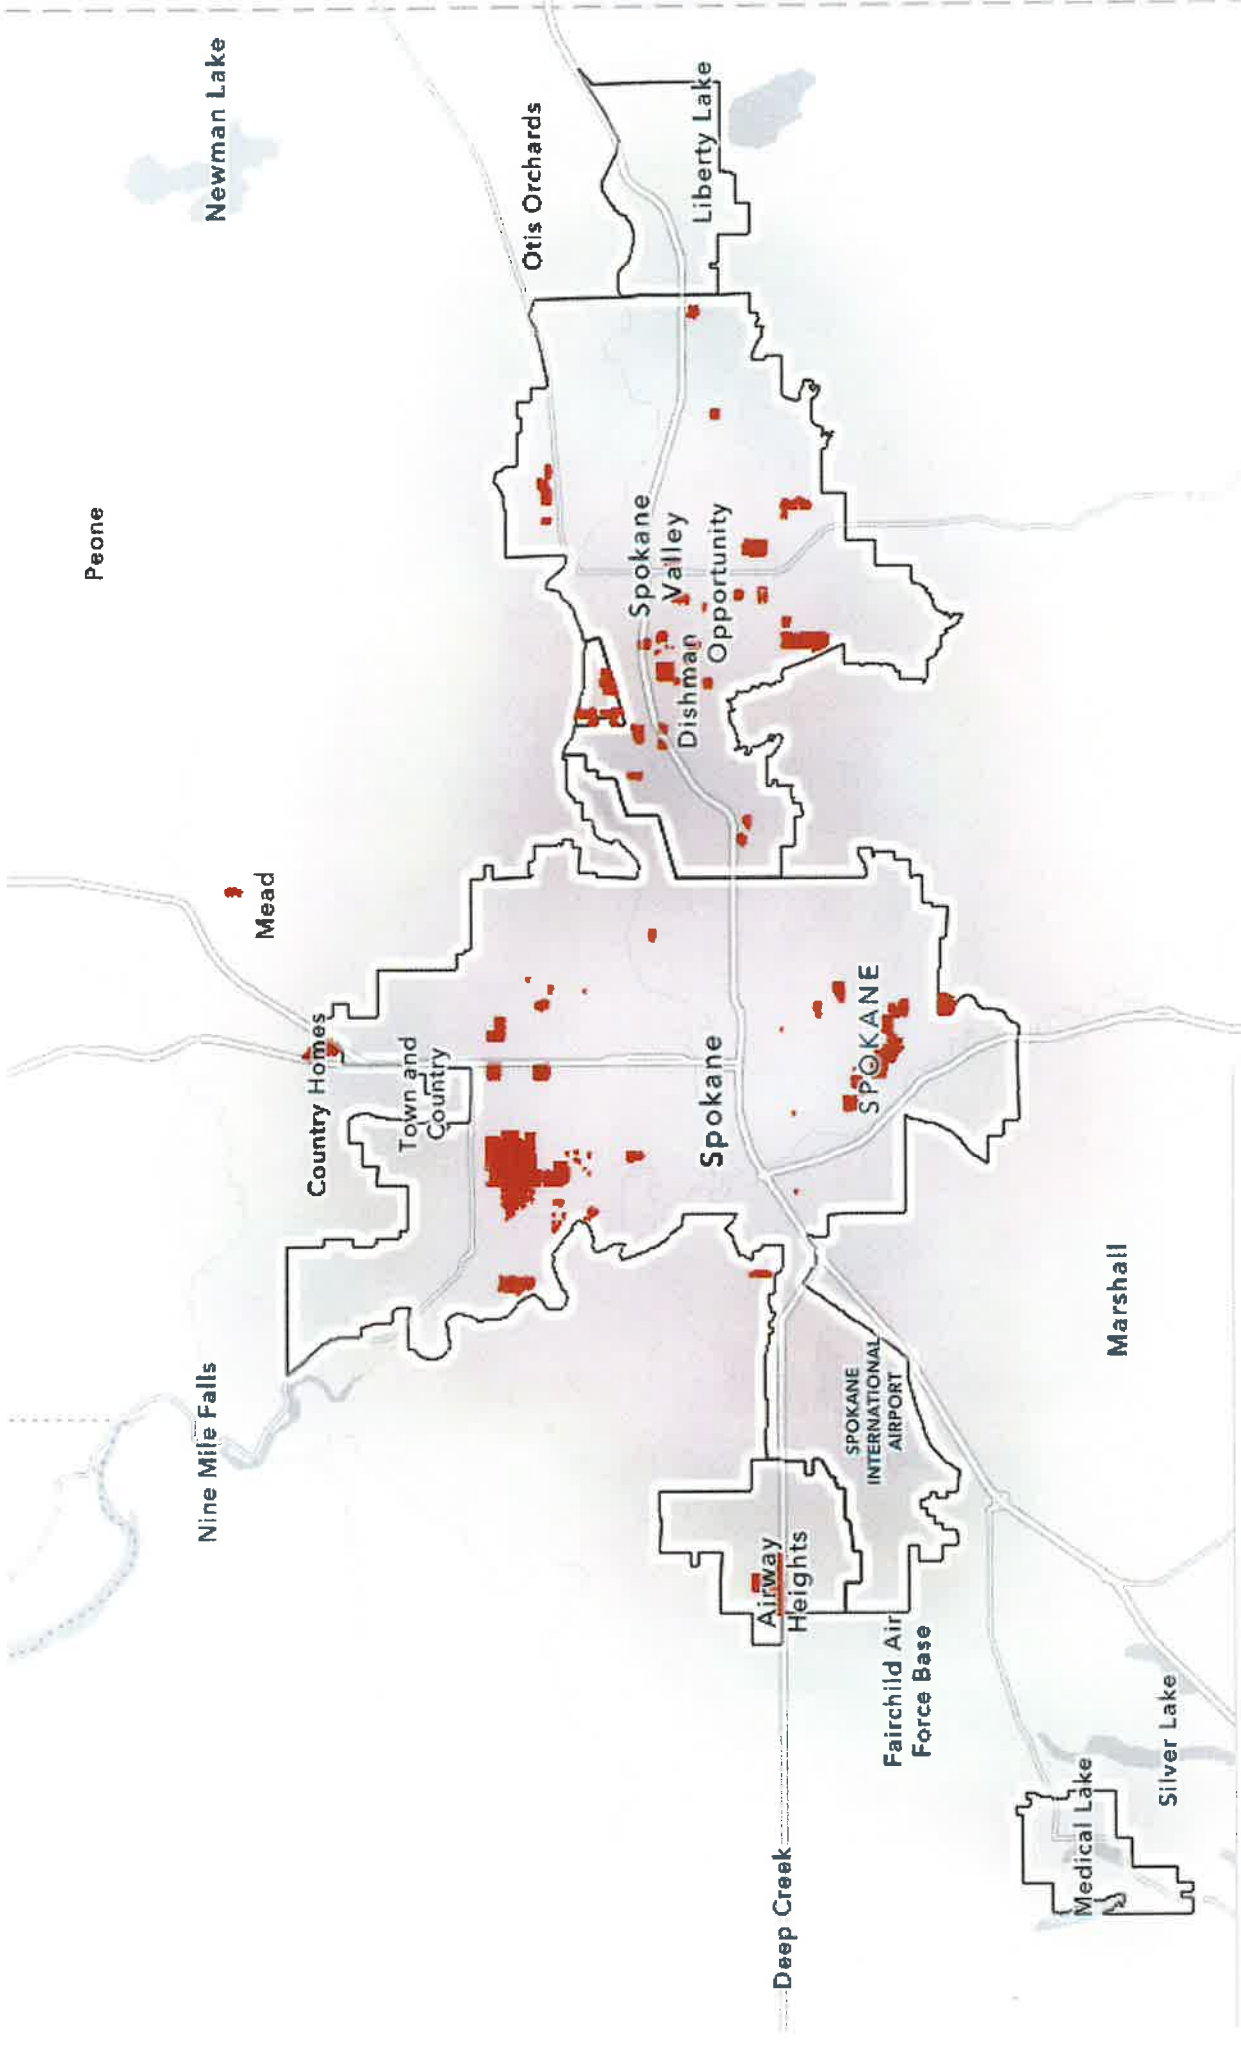 Newman Lake
Peone
Otis Orchards
Liberty Lake
Mead
Nine Mile Falls
Country Homes
Town and
Country
Spokane
Valley
Opportunity
Dishman
Spokane
SPOKANE
SPOKANE
INTERNATIONAL
AIRPORT
Airway
Heights
Marshall
Fairchild Air
Force Base
Deep Creek
Medical Lake
Silver Lake